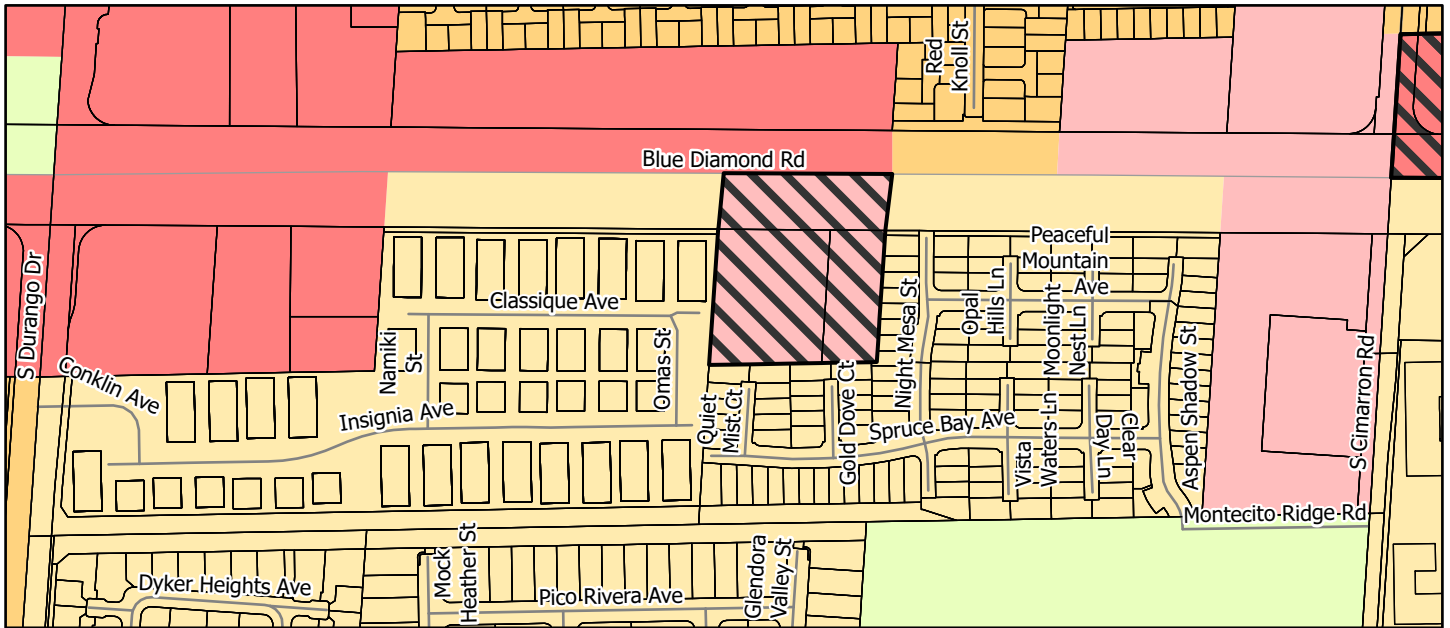 Red
Knoll St
Blue Diamond Rd
Peaceful
Mountain
Ave
S Durango Dr
Classique Ave
Opal
Hills Ln
Night Mesa St
Moonlight
Nest Ln
Namiki
St
Omas St
Aspen Shadow St
S Cimarron Rd
Conklin Ave
Insignia Ave
Quiet
Mist Ct
Gold Dove Ct
Spruce Bay Ave
Vista
Waters Ln
Clear
Day Ln
Montecito Ridge Rd
Mock
Heather St
Glendora
Valley St
Dyker Heights Ave
Pico Rivera Ave